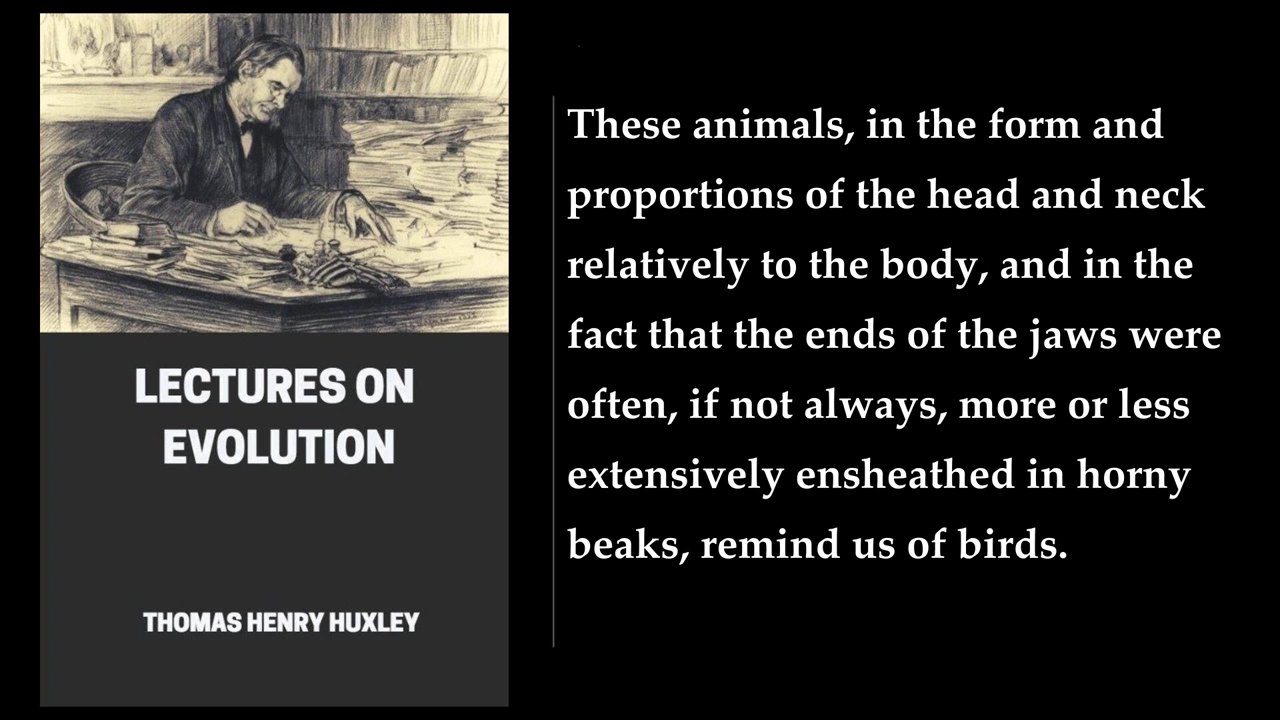 LECTURES ON
EVOLUTION
THOMAS HENRY HUXLEY
These animals, in the form and
proportions of the head and neck
relatively to the body, and in the
fact that the ends of the jaws were
often, if not always, more or less
extensively ensheathed in horny
beaks, remind us of birds.